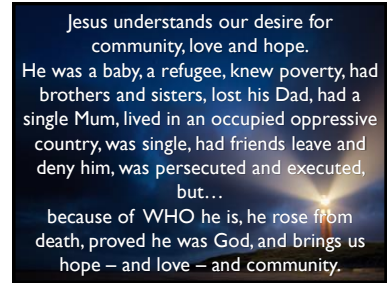 Jesus understands our desire for
community, love and hope.
He was a baby, a refugee, knew poverty, had
brothers and sisters, lost his Dad, had a
single Mum, lived in an occupied oppressive
country, was single, had friends leave and
deny him, was persecuted and executed,
but…
because of WHO he is, he rose from
death, proved he was God, and brings us
hope – and love – and community.